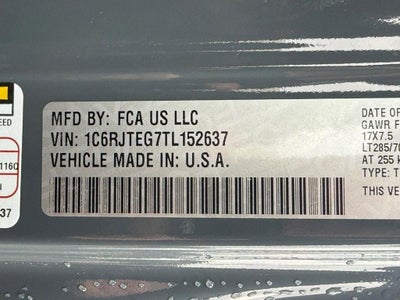 MFD BY: FCA US LLC
VIN: 1C6RJTEG7TL152637
VEHICLE MADE IN: U.S.A.
DATE OF
GAWR F
17X7.5
LT285/70
AT 255 k
TYPE: T
THIS VE
EED
1160
37